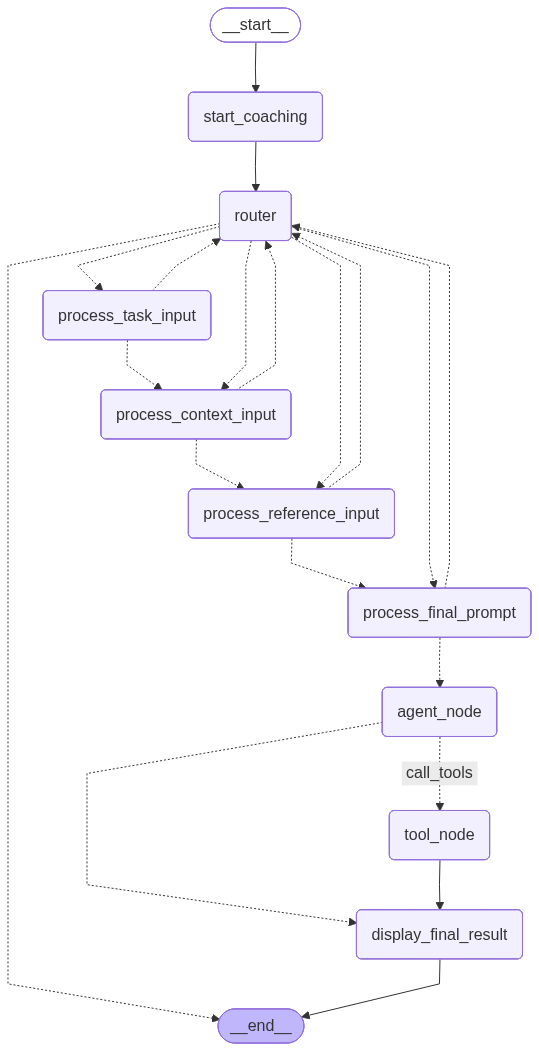 __start__
start_coaching
router
process_task_input
process_context_input
process_reference_input
process_final_prompt
agent_node
call_tools
tool_node
display_final_result
__end__